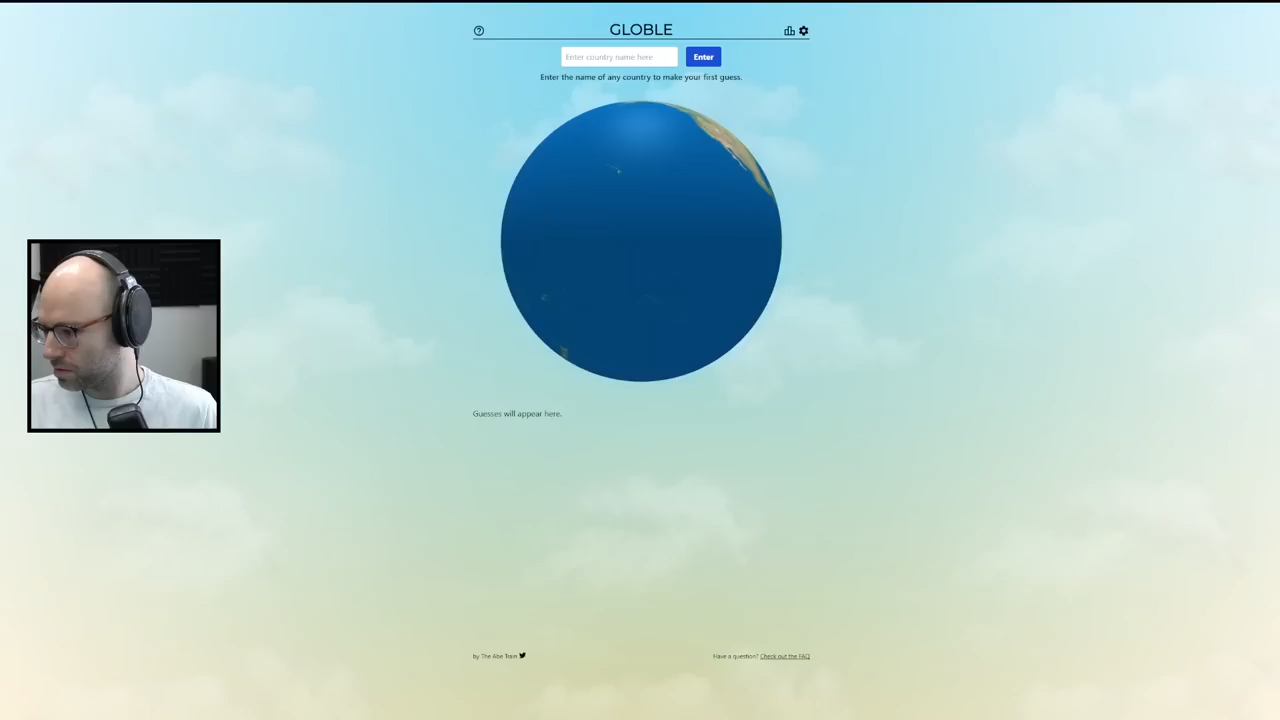 GLOBLE
Enter country name here
Enter
Enter the name of any country to make your first guess.
Guesses will appear here.
by The Abe Train
Have a question? Check out the FAQ